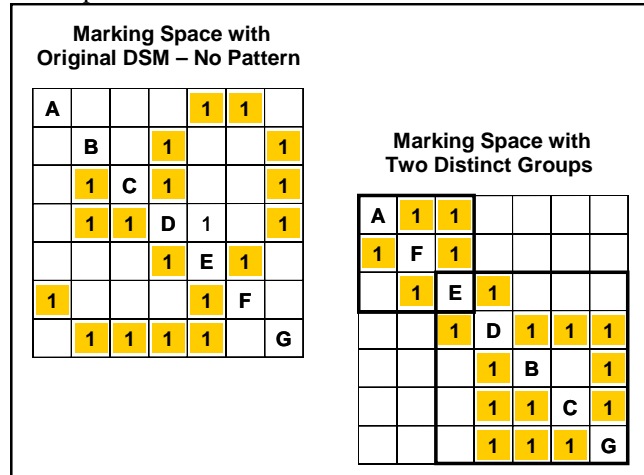 Marking Space with
Original DSM – No Pattern
A 1 1
B 1 1
1 C 1 1
1 1 D 1 1
1 E 1
1 1 F
1 1 1 1 G
Marking Space with
Two Distinct Groups
A 1 1
1 F 1
1 E 1
1 D 1 1 1
1 B 1
1 1 C 1
1 1 1 G